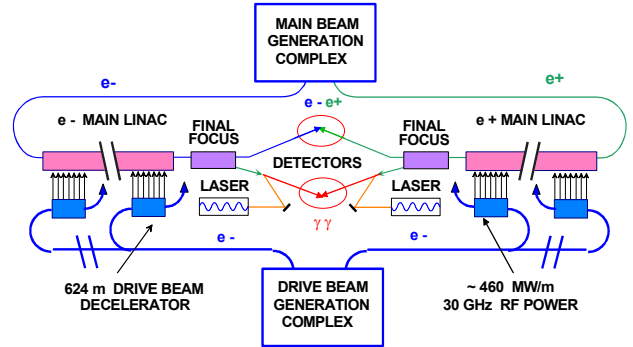 MAIN BEAM
GENERATION
COMPLEX
e-
e+
e - e+
e - MAIN LINAC
FINAL
FOCUS
FINAL
FOCUS
e + MAIN LINAC
DETECTORS
LASER
LASER
γ γ
e -
e -
624 m DRIVE BEAM
DECELERATOR
DRIVE BEAM
GENERATION
COMPLEX
~ 460 MW/m
30 GHz RF POWER